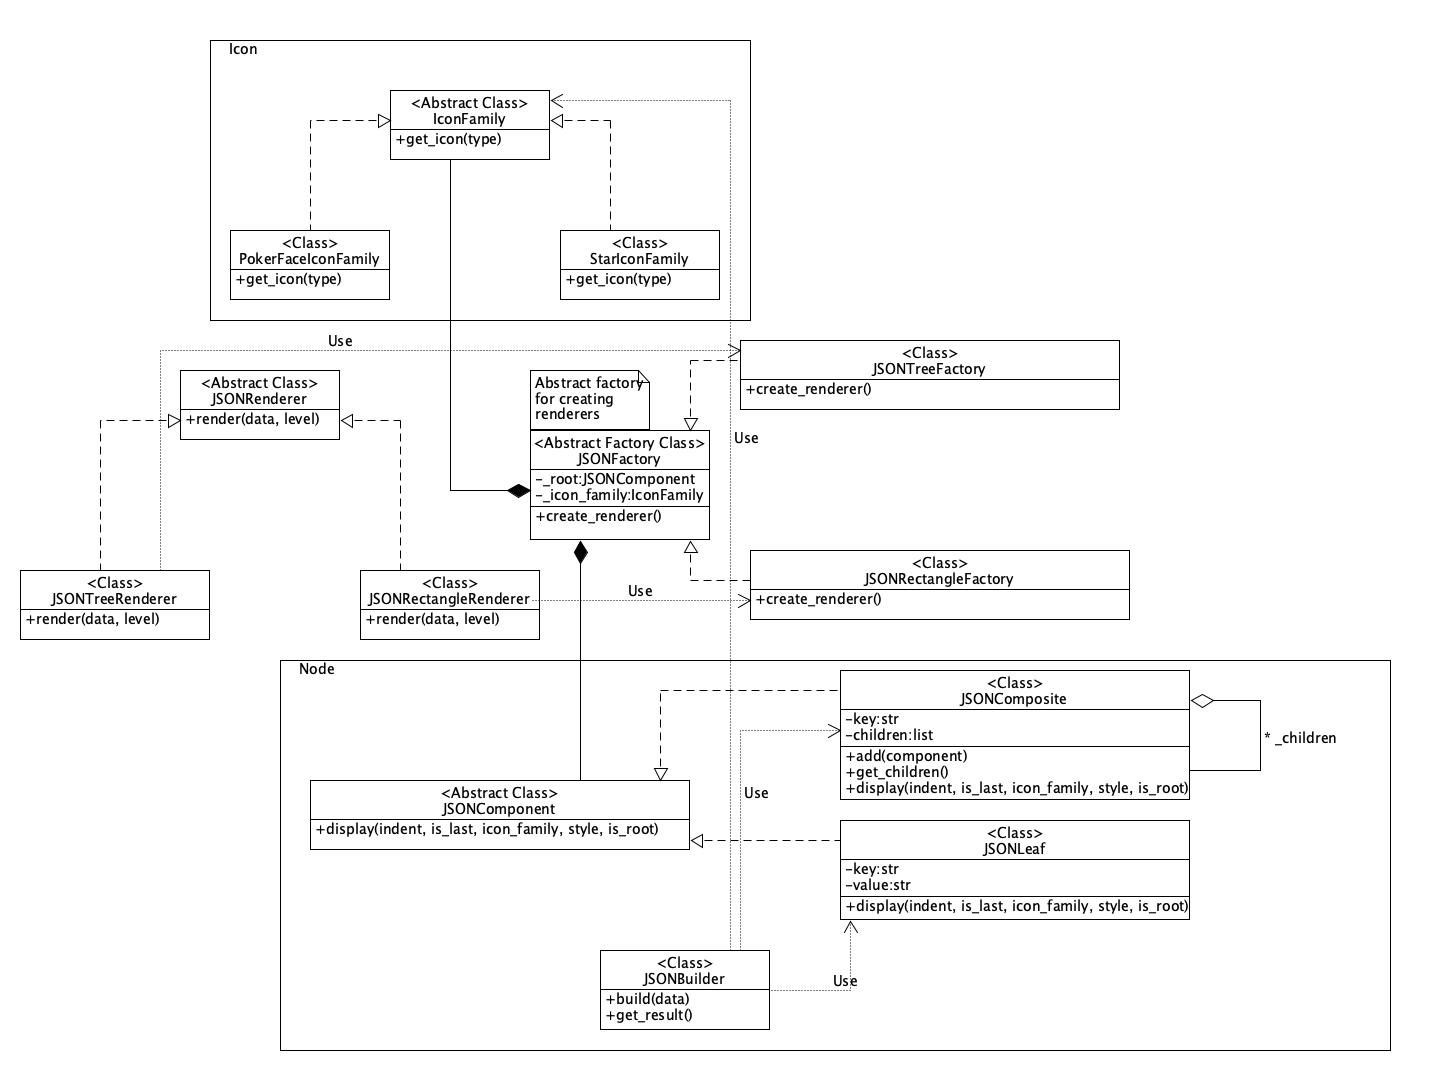 Icon
<Abstract Class>
IconFamily
+get_icon(type)
<Class>
PokerFaceIconFamily
+get_icon(type)
<Class>
StarIconFamily
+get_icon(type)
Use
<Class>
JSONTreeFactory
+create_renderer()
<Abstract Class>
JSONRenderer
+render(data, level)
Abstract factory
for creating
renderers
Use
<Abstract Factory Class>
JSONFactory
-_root:JSONComponent
-_icon_family:IconFamily
+create_renderer()
<Class>
JSONTreeRenderer
+render(data, level)
<Class>
JSONRectangleRenderer
+render(data, level)
Use
<Class>
JSONRectangleFactory
+create_renderer()
Node
<Class>
JSONComposite
-key:str
-children:list
+add(component)
+get_children()
+display(indent, is_last, icon_family, style, is_root)
* _children
Use
<Abstract Class>
JSONComponent
+display(indent, is_last, icon_family, style, is_root)
<Class>
JSONLeaf
-key:str
-value:str
+display(indent, is_last, icon_family, style, is_root)
<Class>
JSONBuilder
+build(data)
+get_result()
Use